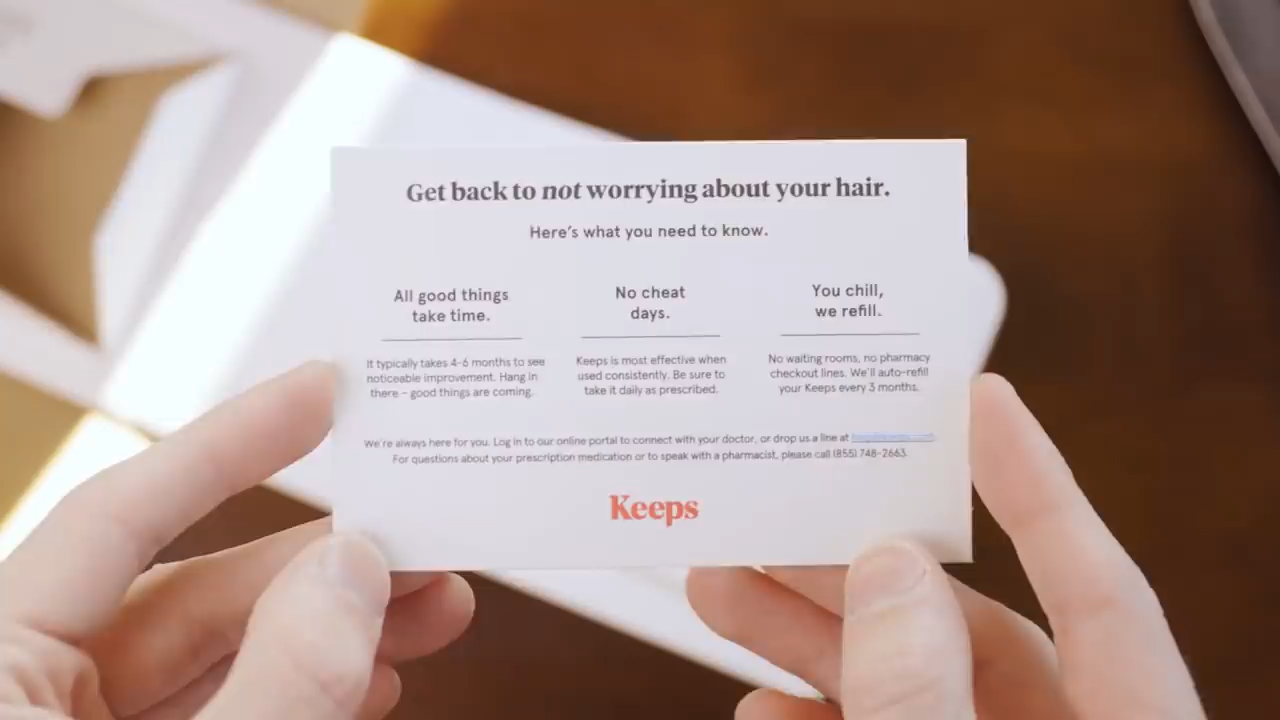 Get back to not worrying about your hair.
Here's what you need to know.
All good things
take time.
It typically takes 4-6 months to see
noticeable improvement. Hang in
there – good things are coming.
No cheat
days.
Keeps is most effective when
used consistently. Be sure to
take it daily as prescribed.
You chill,
we refill.
No waiting rooms, no pharmacy
checkout lines. We'll auto-refill
your Keeps every 3 months.
We're always here for you. Log in to our online portal to connect with your doctor, or drop us a line at
For questions about your prescription medication or to speak with a pharmacist, please call (855) 748-2663.
Keeps